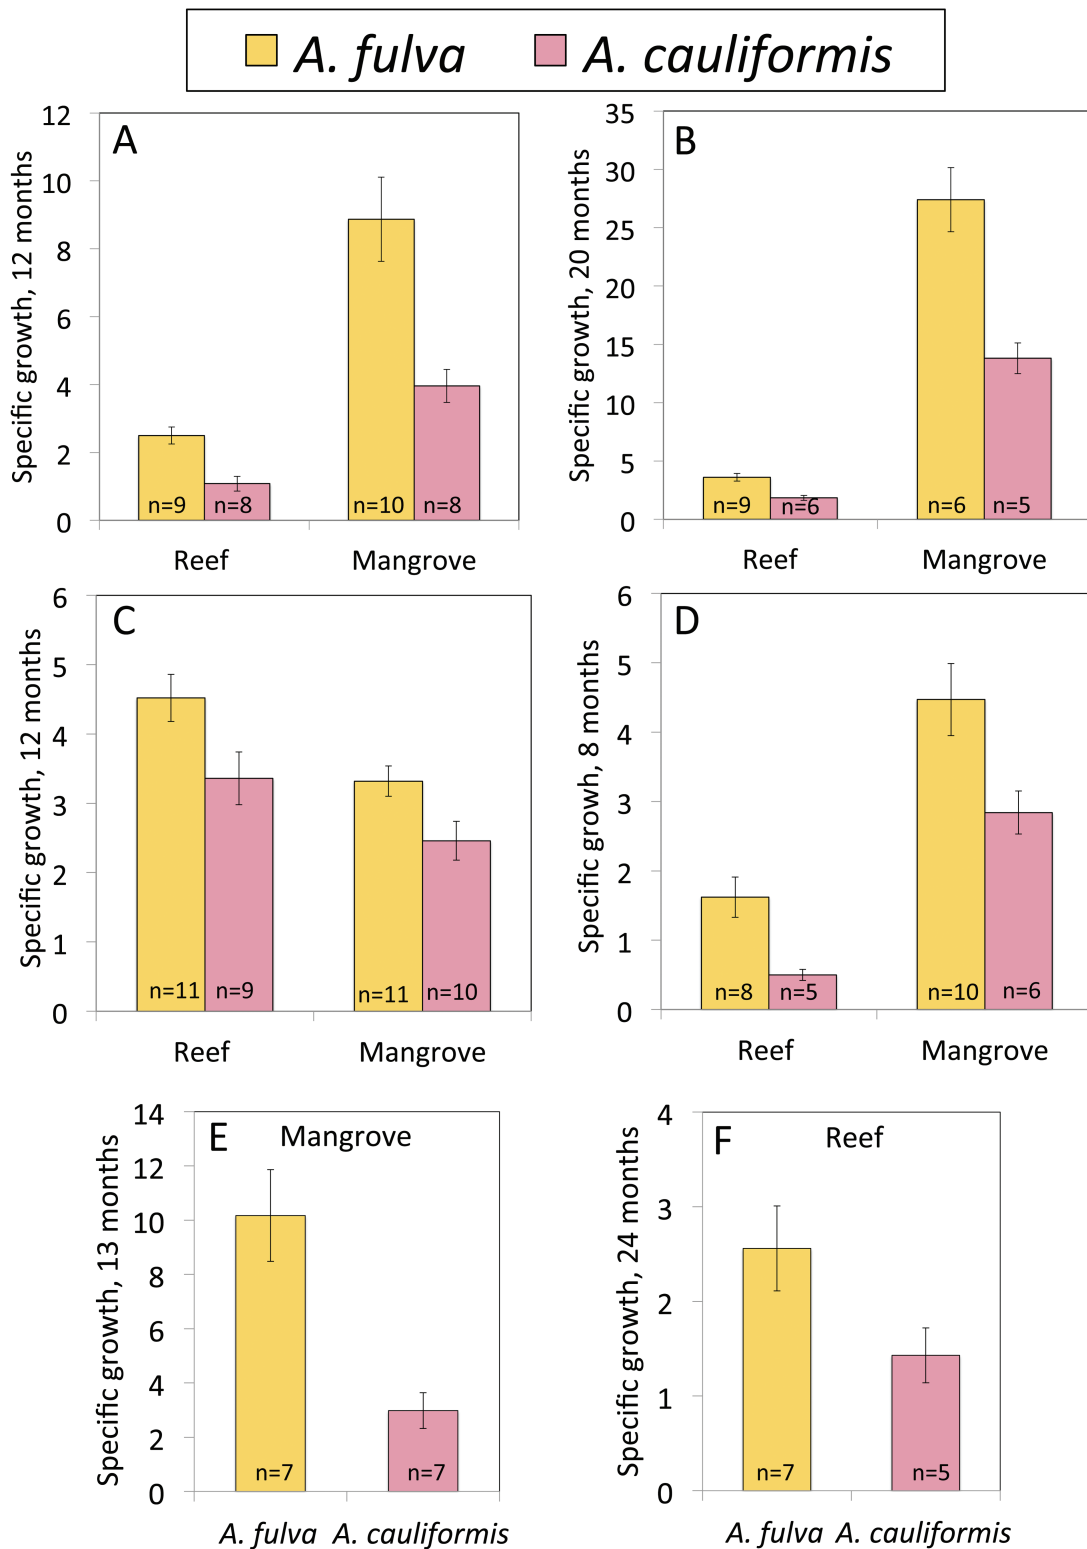 A. fulva A. cauliformis
A
Specific growth, 12 months
12
10
8
6
4
2
0
n=9 n=8 n=10 n=8
Reef Mangrove
B
Specific growth, 20 months
35
30
25
20
15
10
5
0
n=9 n=6 n=6 n=5
Reef Mangrove
C
Specific growth, 12 months
6
5
4
3
2
1
0
n=11 n=9 n=11 n=10
Reef Mangrove
D
Specific growh, 8 months
6
5
4
3
2
1
0
n=8 n=5 n=10 n=6
Reef Mangrove
E Mangrove
Specific growth, 13 months
14
12
10
8
6
4
2
0
n=7 n=7
A. fulva A. cauliformis
F Reef
Specific growth, 24 months
4
3
2
1
0
n=7 n=5
A. fulva A. cauliformis